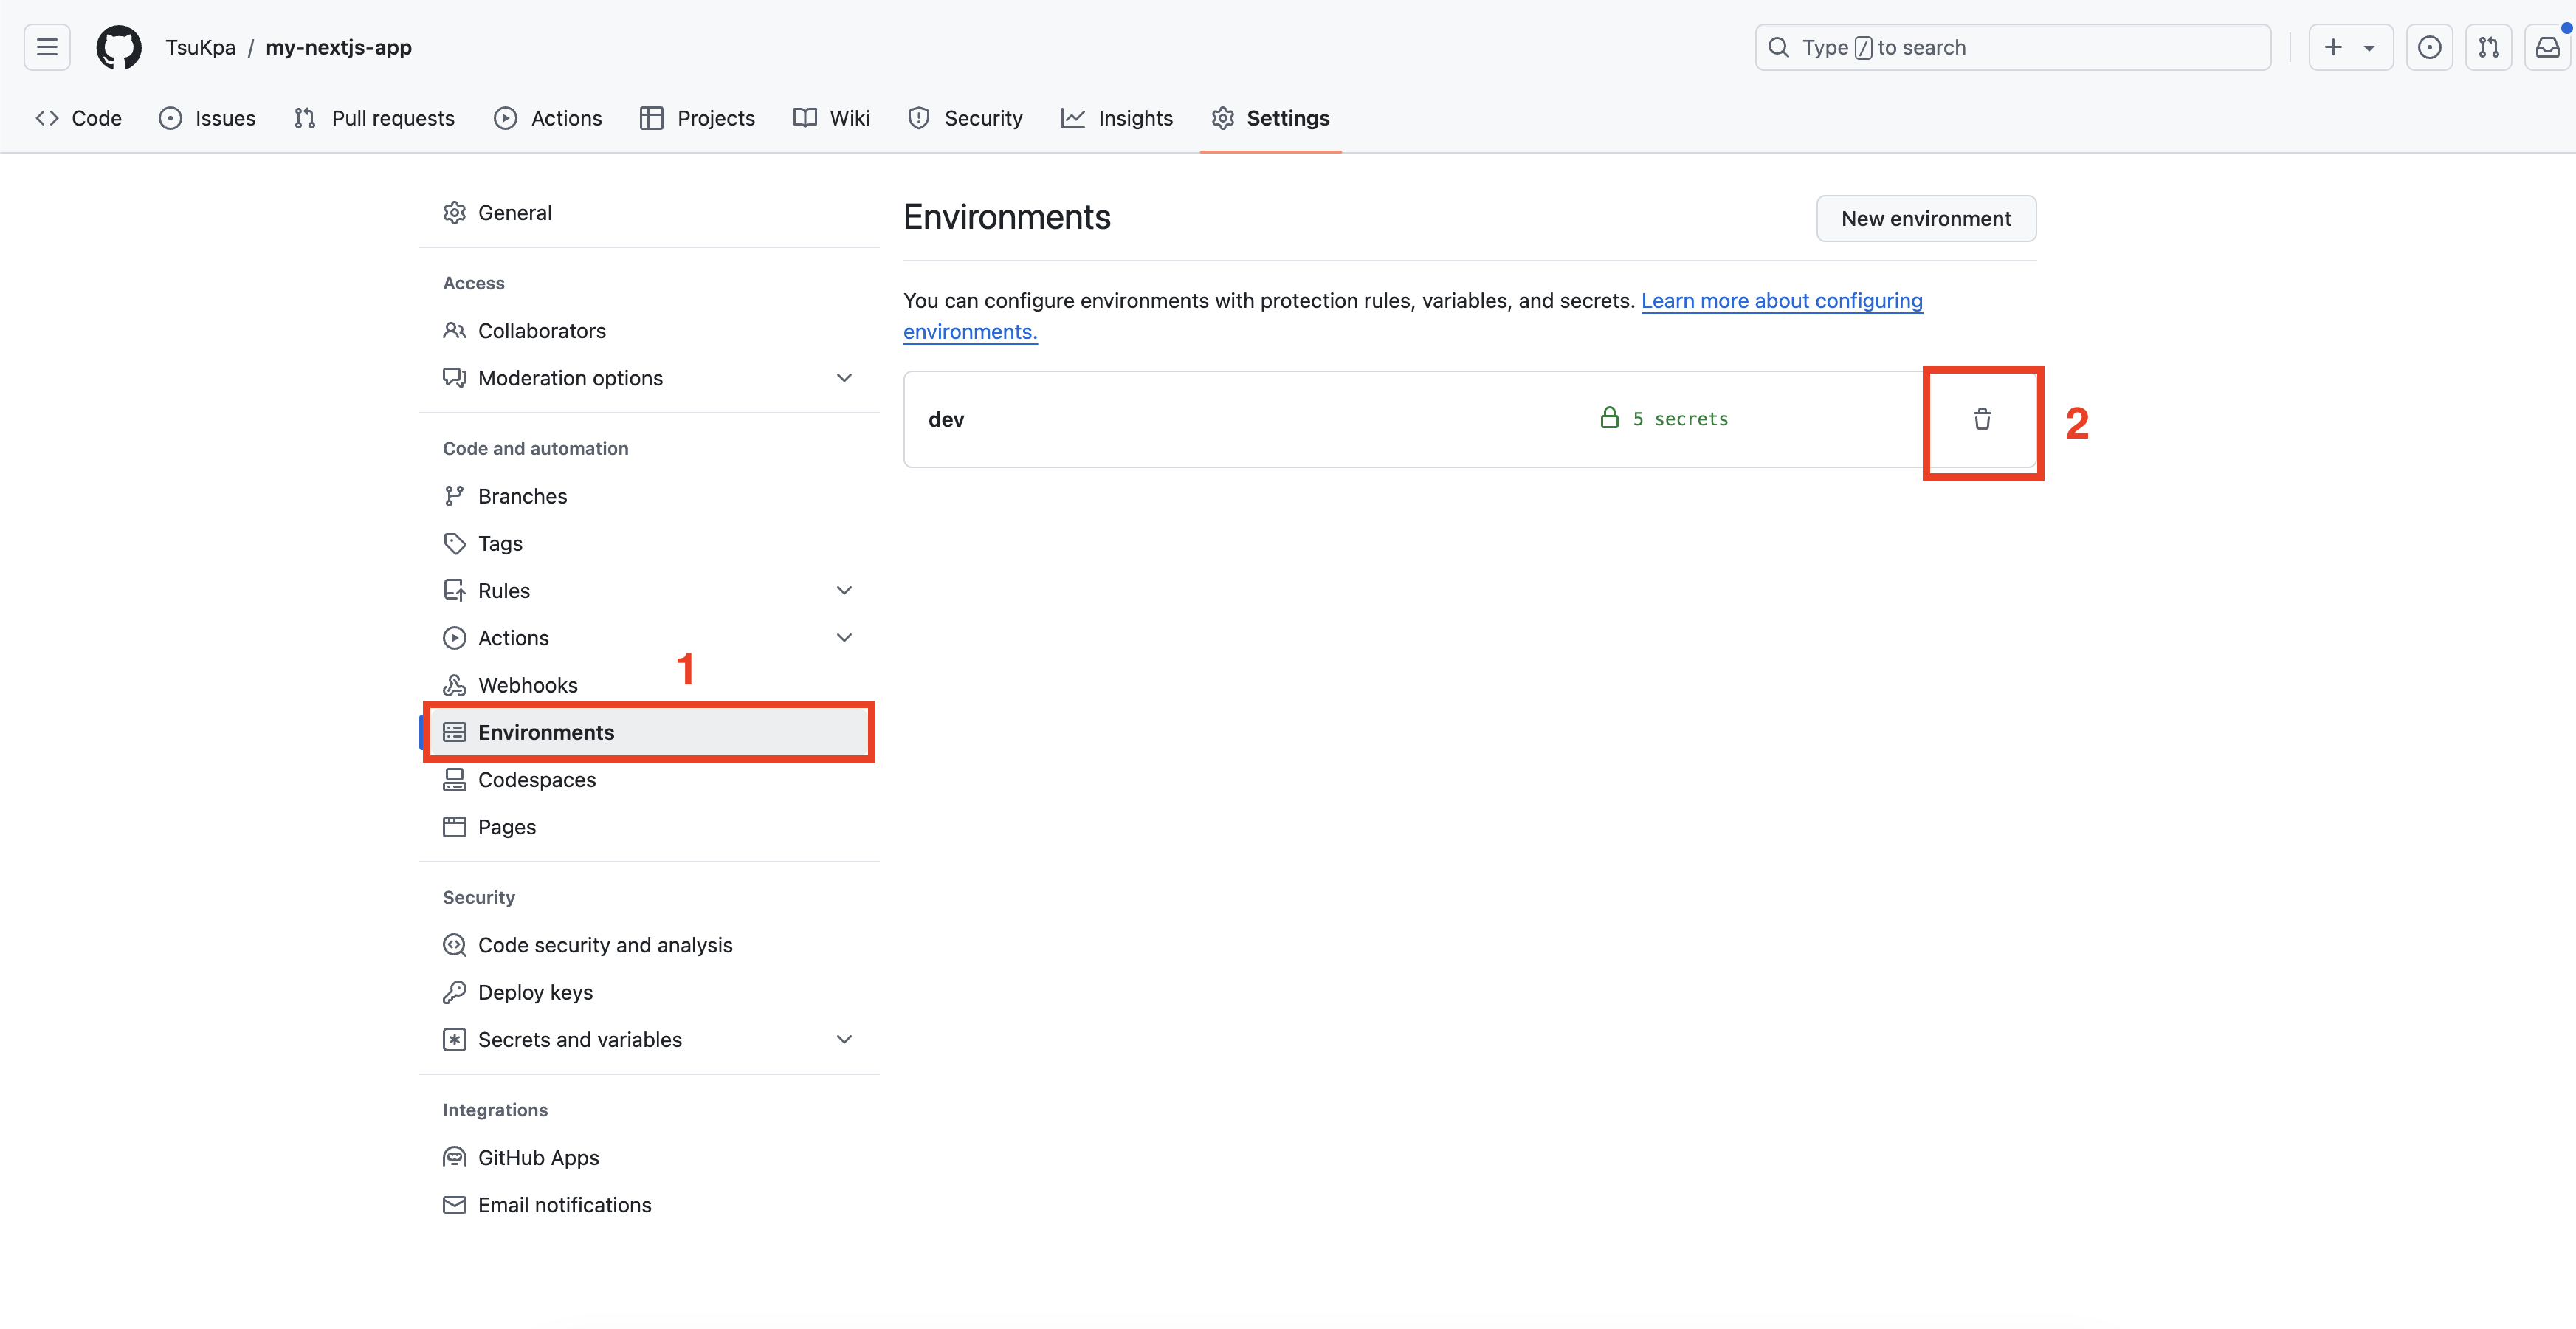 TsuKpa / my-nextjs-app
Type / to search
Code Issues Pull requests Actions Projects Wiki Security Insights Settings
General
Access
Collaborators
Moderation options
Code and automation
Branches
Tags
Rules
Actions
Webhooks
1
Environments
Codespaces
Pages
Security
Code security and analysis
Deploy keys
Secrets and variables
Integrations
GitHub Apps
Email notifications
Environments
New environment
You can configure environments with protection rules, variables, and secrets. Learn more about configuring
environments.
dev
5 secrets
2